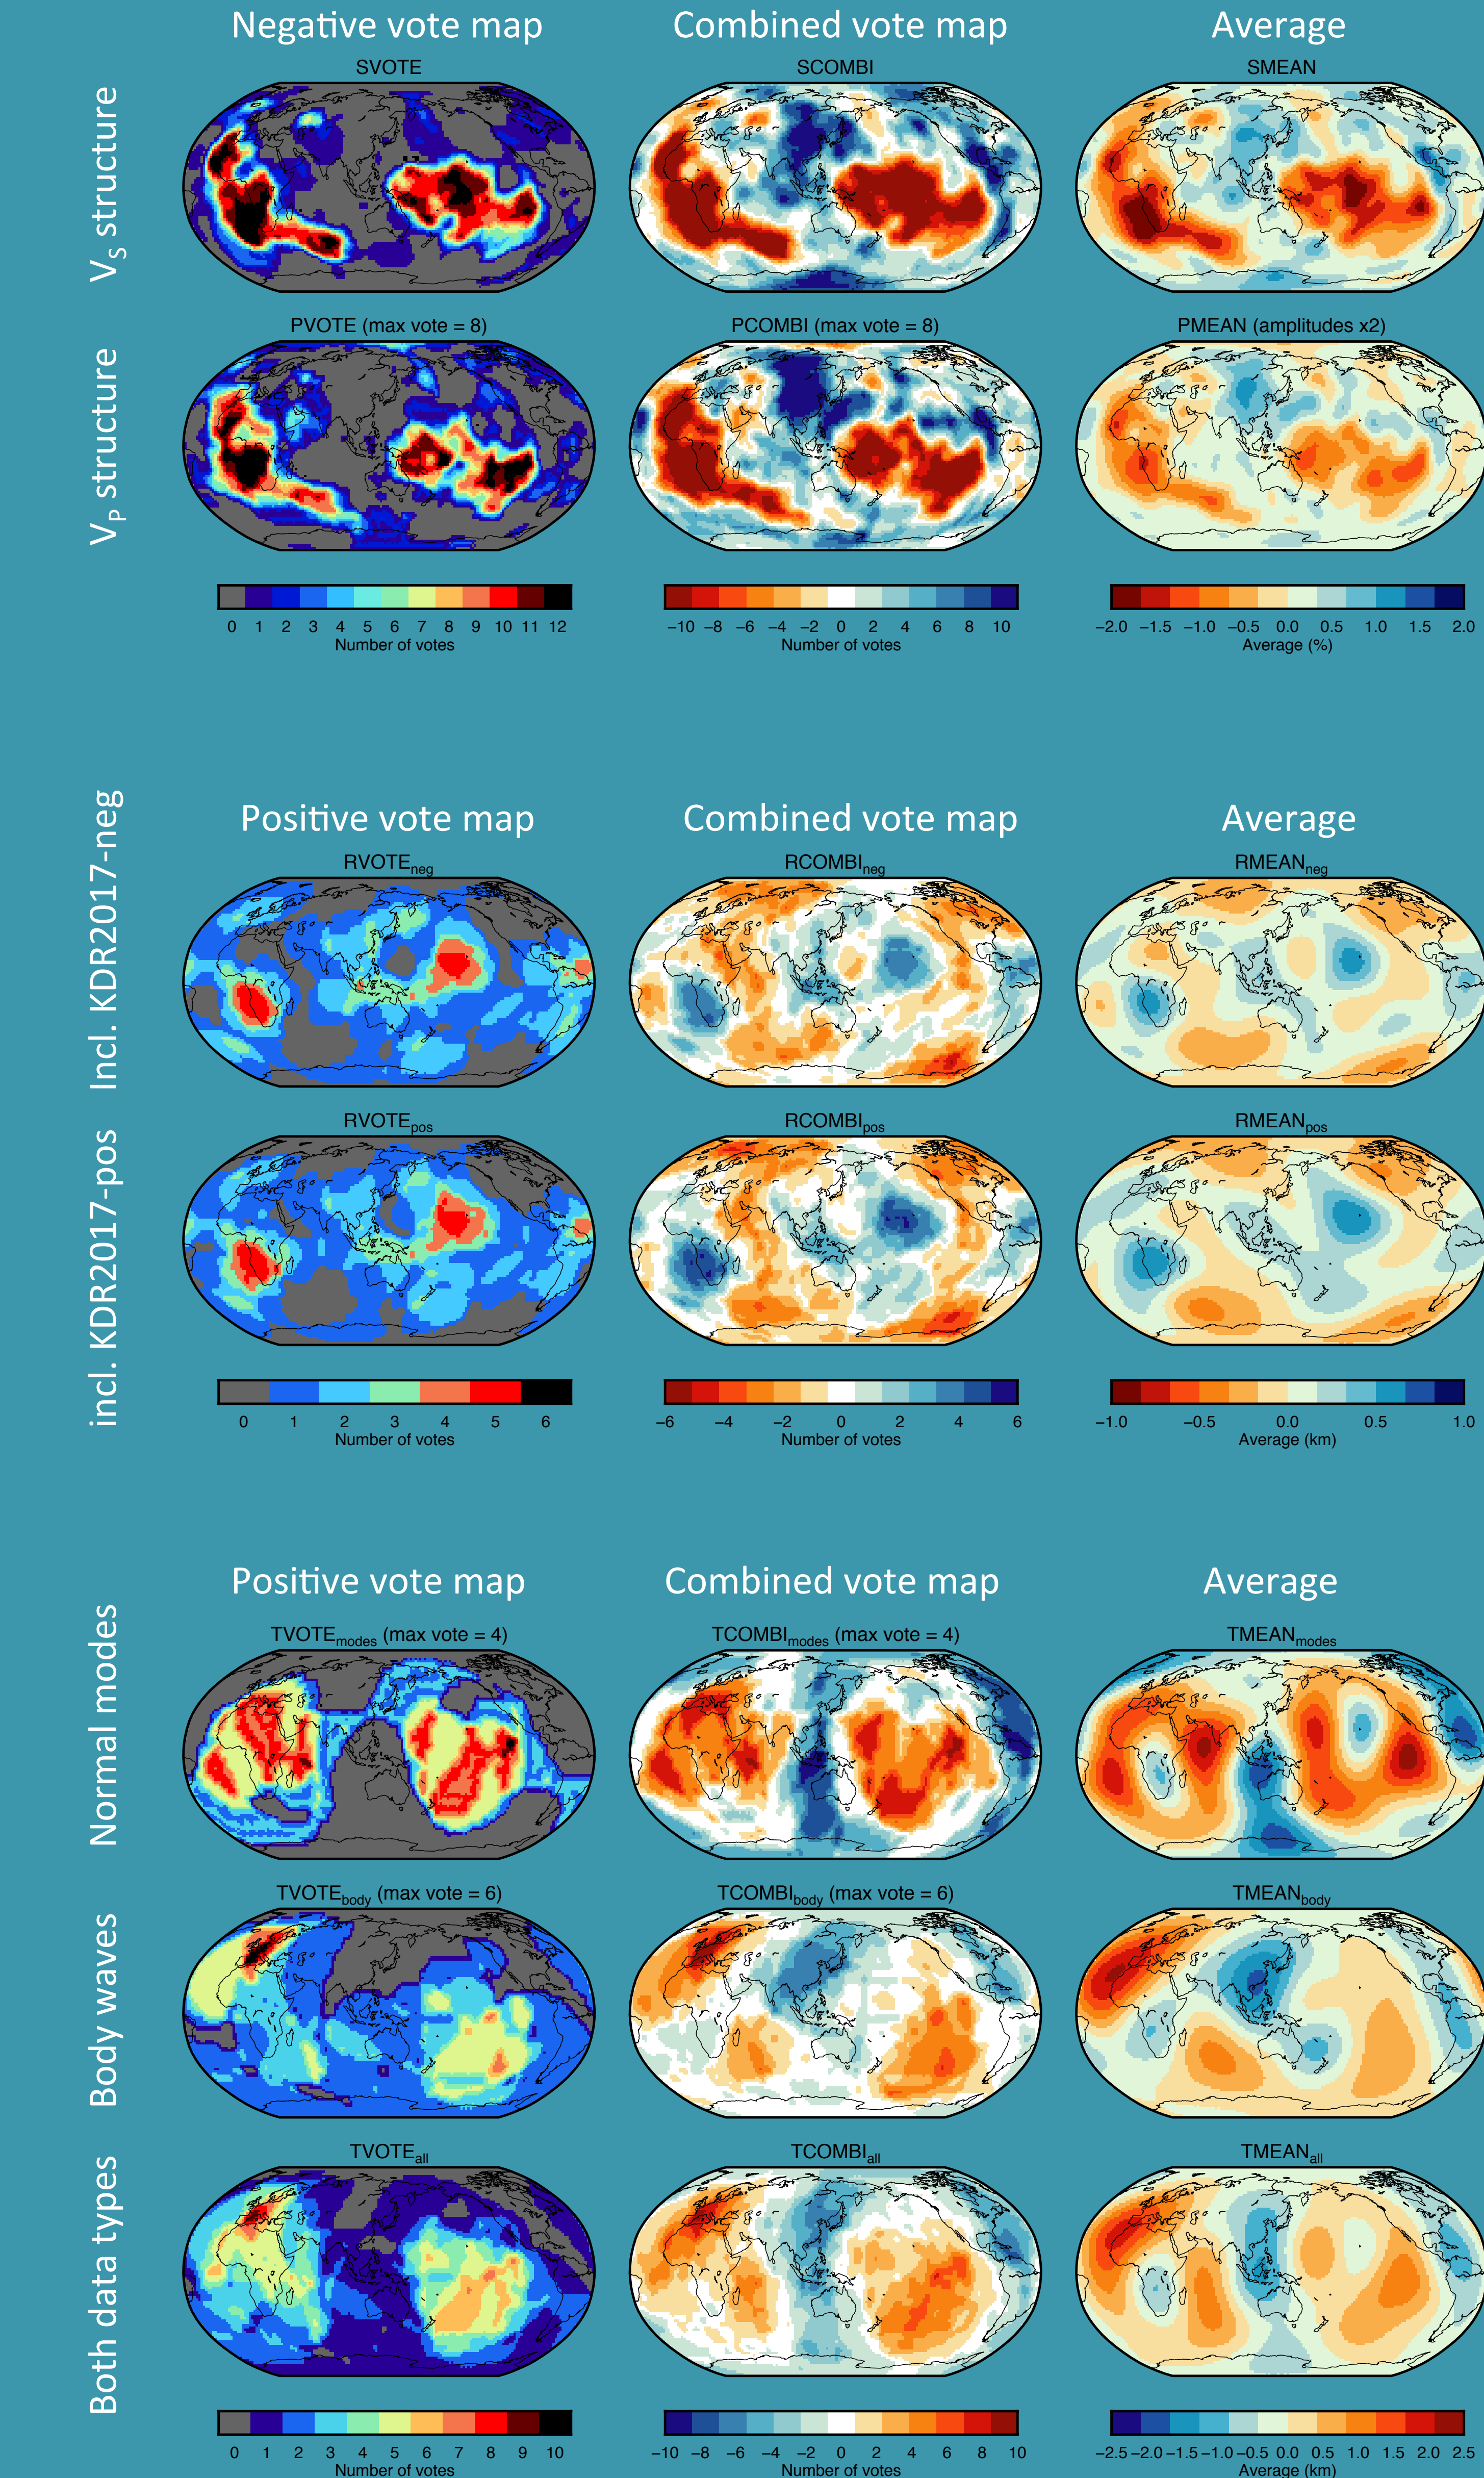 Negative vote map Combined vote map Average
SVOTE SCOMBI SMEAN
VS structure
PVOTE (max vote = 8) PCOMBI (max vote = 8) PMEAN (amplitudes x2)
VP structure
0 1 2 3 4 5 6 7 8 9 10 11 12
Number of votes
−10 −8 −6 −4 −2 0 2 4 6 8 10
Number of votes
−2.0 −1.5 −1.0 −0.5 0.0 0.5 1.0 1.5 2.0
Average (%)
Positive vote map Combined vote map Average
RVOTEneg RCOMBIneg RMEANneg
Incl. KDR2017-neg
RVOTEpos RCOMBIpos RMEANpos
incl. KDR2017-pos
0 1 2 3 4 5 6
Number of votes
−6 −4 −2 0 2 4 6
Number of votes
−1.0 −0.5 0.0 0.5 1.0
Average (km)
Positive vote map Combined vote map Average
TVOTEmodes (max vote = 4) TCOMBImodes (max vote = 4) TMEANmodes
Normal modes
TVOTEbody (max vote = 6) TCOMBIbody (max vote = 6) TMEANbody
Body waves
TVOTEall TCOMBIall TMEANall
Both data types
0 1 2 3 4 5 6 7 8 9 10
Number of votes
−10 −8 −6 −4 −2 0 2 4 6 8 10
Number of votes
−2.5 −2.0 −1.5 −1.0 −0.5 0.0 0.5 1.0 1.5 2.0 2.5
Average (km)